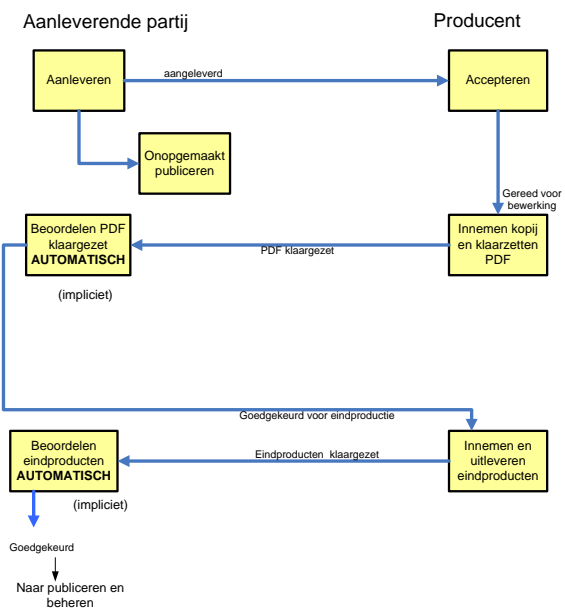 Aanleverende partij
Producent
Aanleveren
aangeleverd
Accepteren
Onopgemaakt
publiceren
Gereed voor
bewerking
Beoordelen PDF
klaargezet
AUTOMATISCH
PDF klaargezet
Innemen kopij
en klaarzetten
PDF
(impliciet)
Goedgekeurd voor eindproductie
Beoordelen
eindproducten
AUTOMATISCH
Eindproducten klaargezet
Innemen en
uitleveren
eindproducten
(impliciet)
Goedgekeurd
Naar publiceren en
beheren